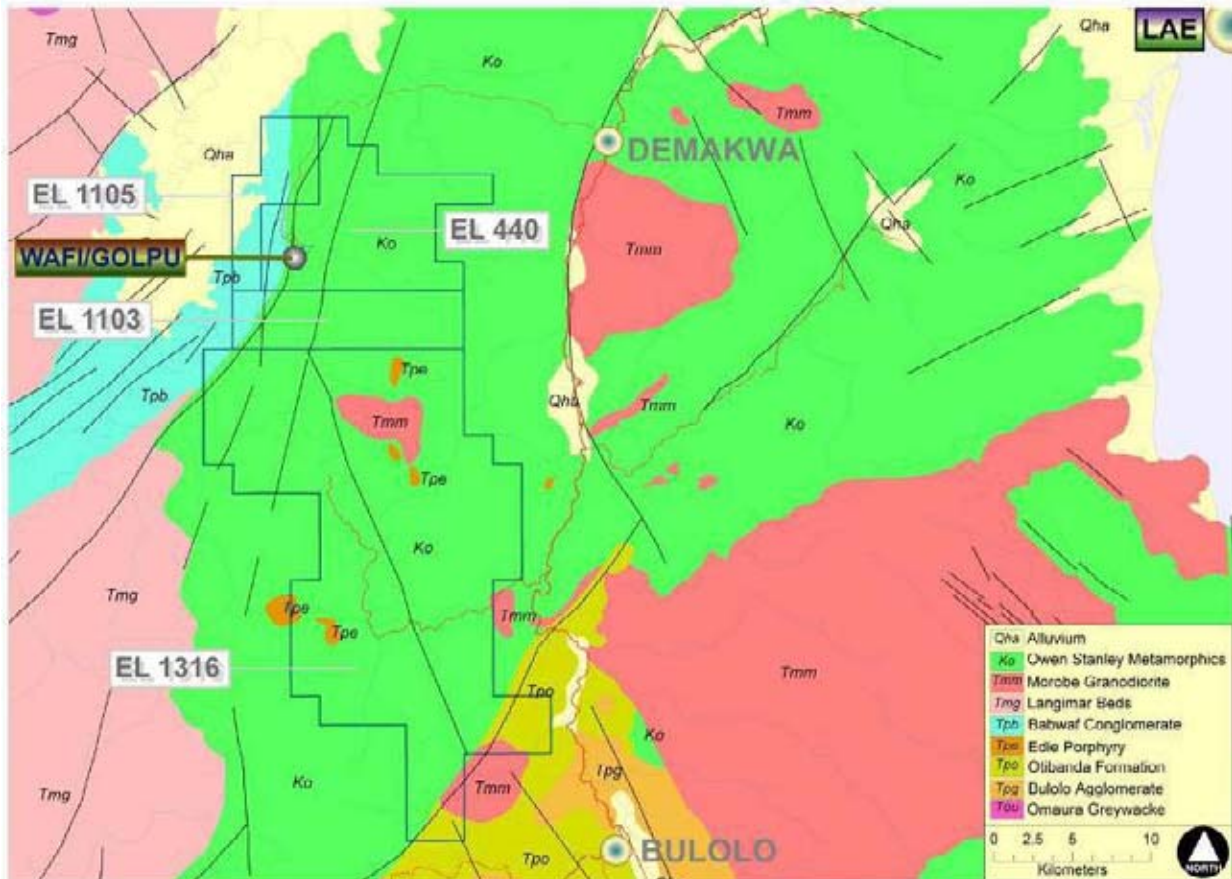 Tmg
Ko
Qha
LAE
Tmm
DEMAKWA
Qha
Ko
EL 1105
Qha
EL 440
Ko
Tmm
WAFI/GOLPU
Tpb
EL 1103
Tpe
Tpb
Tmm
Qha
Tmm
Ko
Tpe
Ko
Tmg
Tpe
Tmm
Tpe
EL 1316
Tpo
Tmm
Ko
Tpg
Tmm
Ko
Tmg
BULOLO
Tpo
Qha Alluvium
Ko Owen Stanley Metamorphics
Tmm Morobe Granodiorite
Tmg Langimar Beds
Tpb Babwaf Conglomerate
Tpe Edie Porphyry
Tpo Otibanda Formation
Tpg Bulolo Agglomerate
Tou Omaura Greywacke
0 2.5 5 10
Kilometers
NORTH